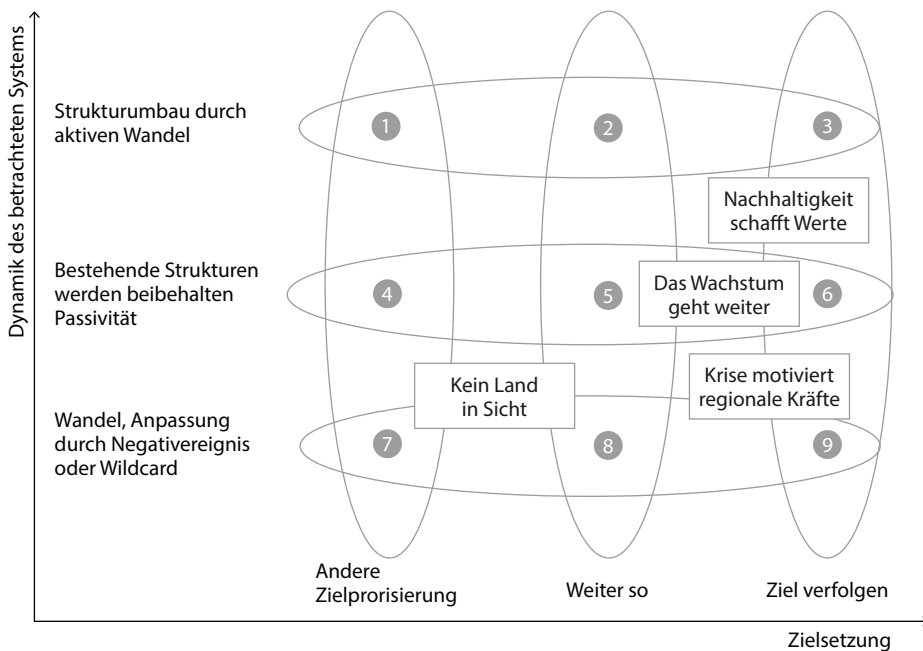 Dynamik des betrachteten Systems
Strukturumbau durch
aktiven Wandel
1
2
3
Nachhaltigkeit
schafft Werte
Bestehende Strukturen
werden beibehalten
Passivität
4
5
Das Wachstum
geht weiter
6
Kein Land
in Sicht
Krise motiviert
regionale Kräfte
Wandel, Anpassung
durch Negativereignis
oder Wildcard
7
8
9
Andere
Zielprorisierung
Weiter so
Ziel verfolgen
Zielsetzung